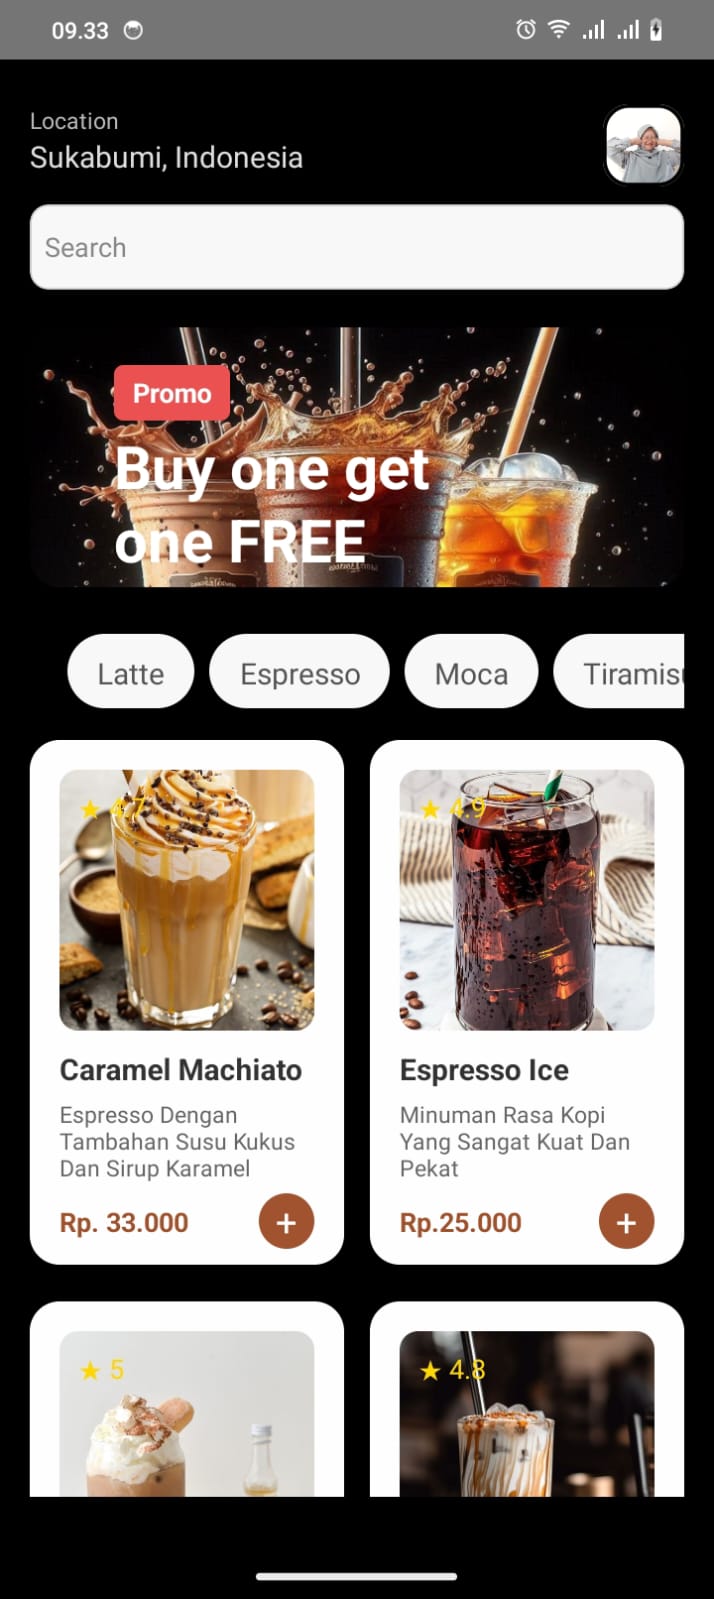 09.33
Location
Sukabumi, Indonesia
Search
Promo
Buy one get
one FREE
Latte
Espresso
Moca
Tiramisu
★ 4.7
★ 4.9
Caramel Machiato
Espresso Ice
Espresso Dengan
Tambahan Susu Kukus
Dan Sirup Karamel
Minuman Rasa Kopi
Yang Sangat Kuat Dan
Pekat
Rp. 33.000
+
Rp.25.000
+
★ 5
★ 4.8